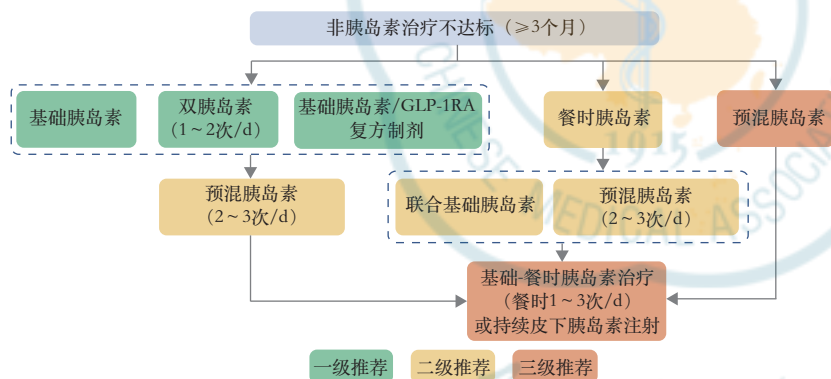 非胰岛素治疗不达标（≥3个月）
基础胰岛素
双胰岛素
（1～2次/d）
基础胰岛素/GLP-1RA
复方制剂
餐时胰岛素
预混胰岛素
预混胰岛素
（2～3次/d）
联合基础胰岛素
预混胰岛素
（2～3次/d）
基础-餐时胰岛素治疗
（餐时1～3次/d）
或持续皮下胰岛素注射
一级推荐
二级推荐
三级推荐
CHINESE MEDICAL ASSOCIA
1915